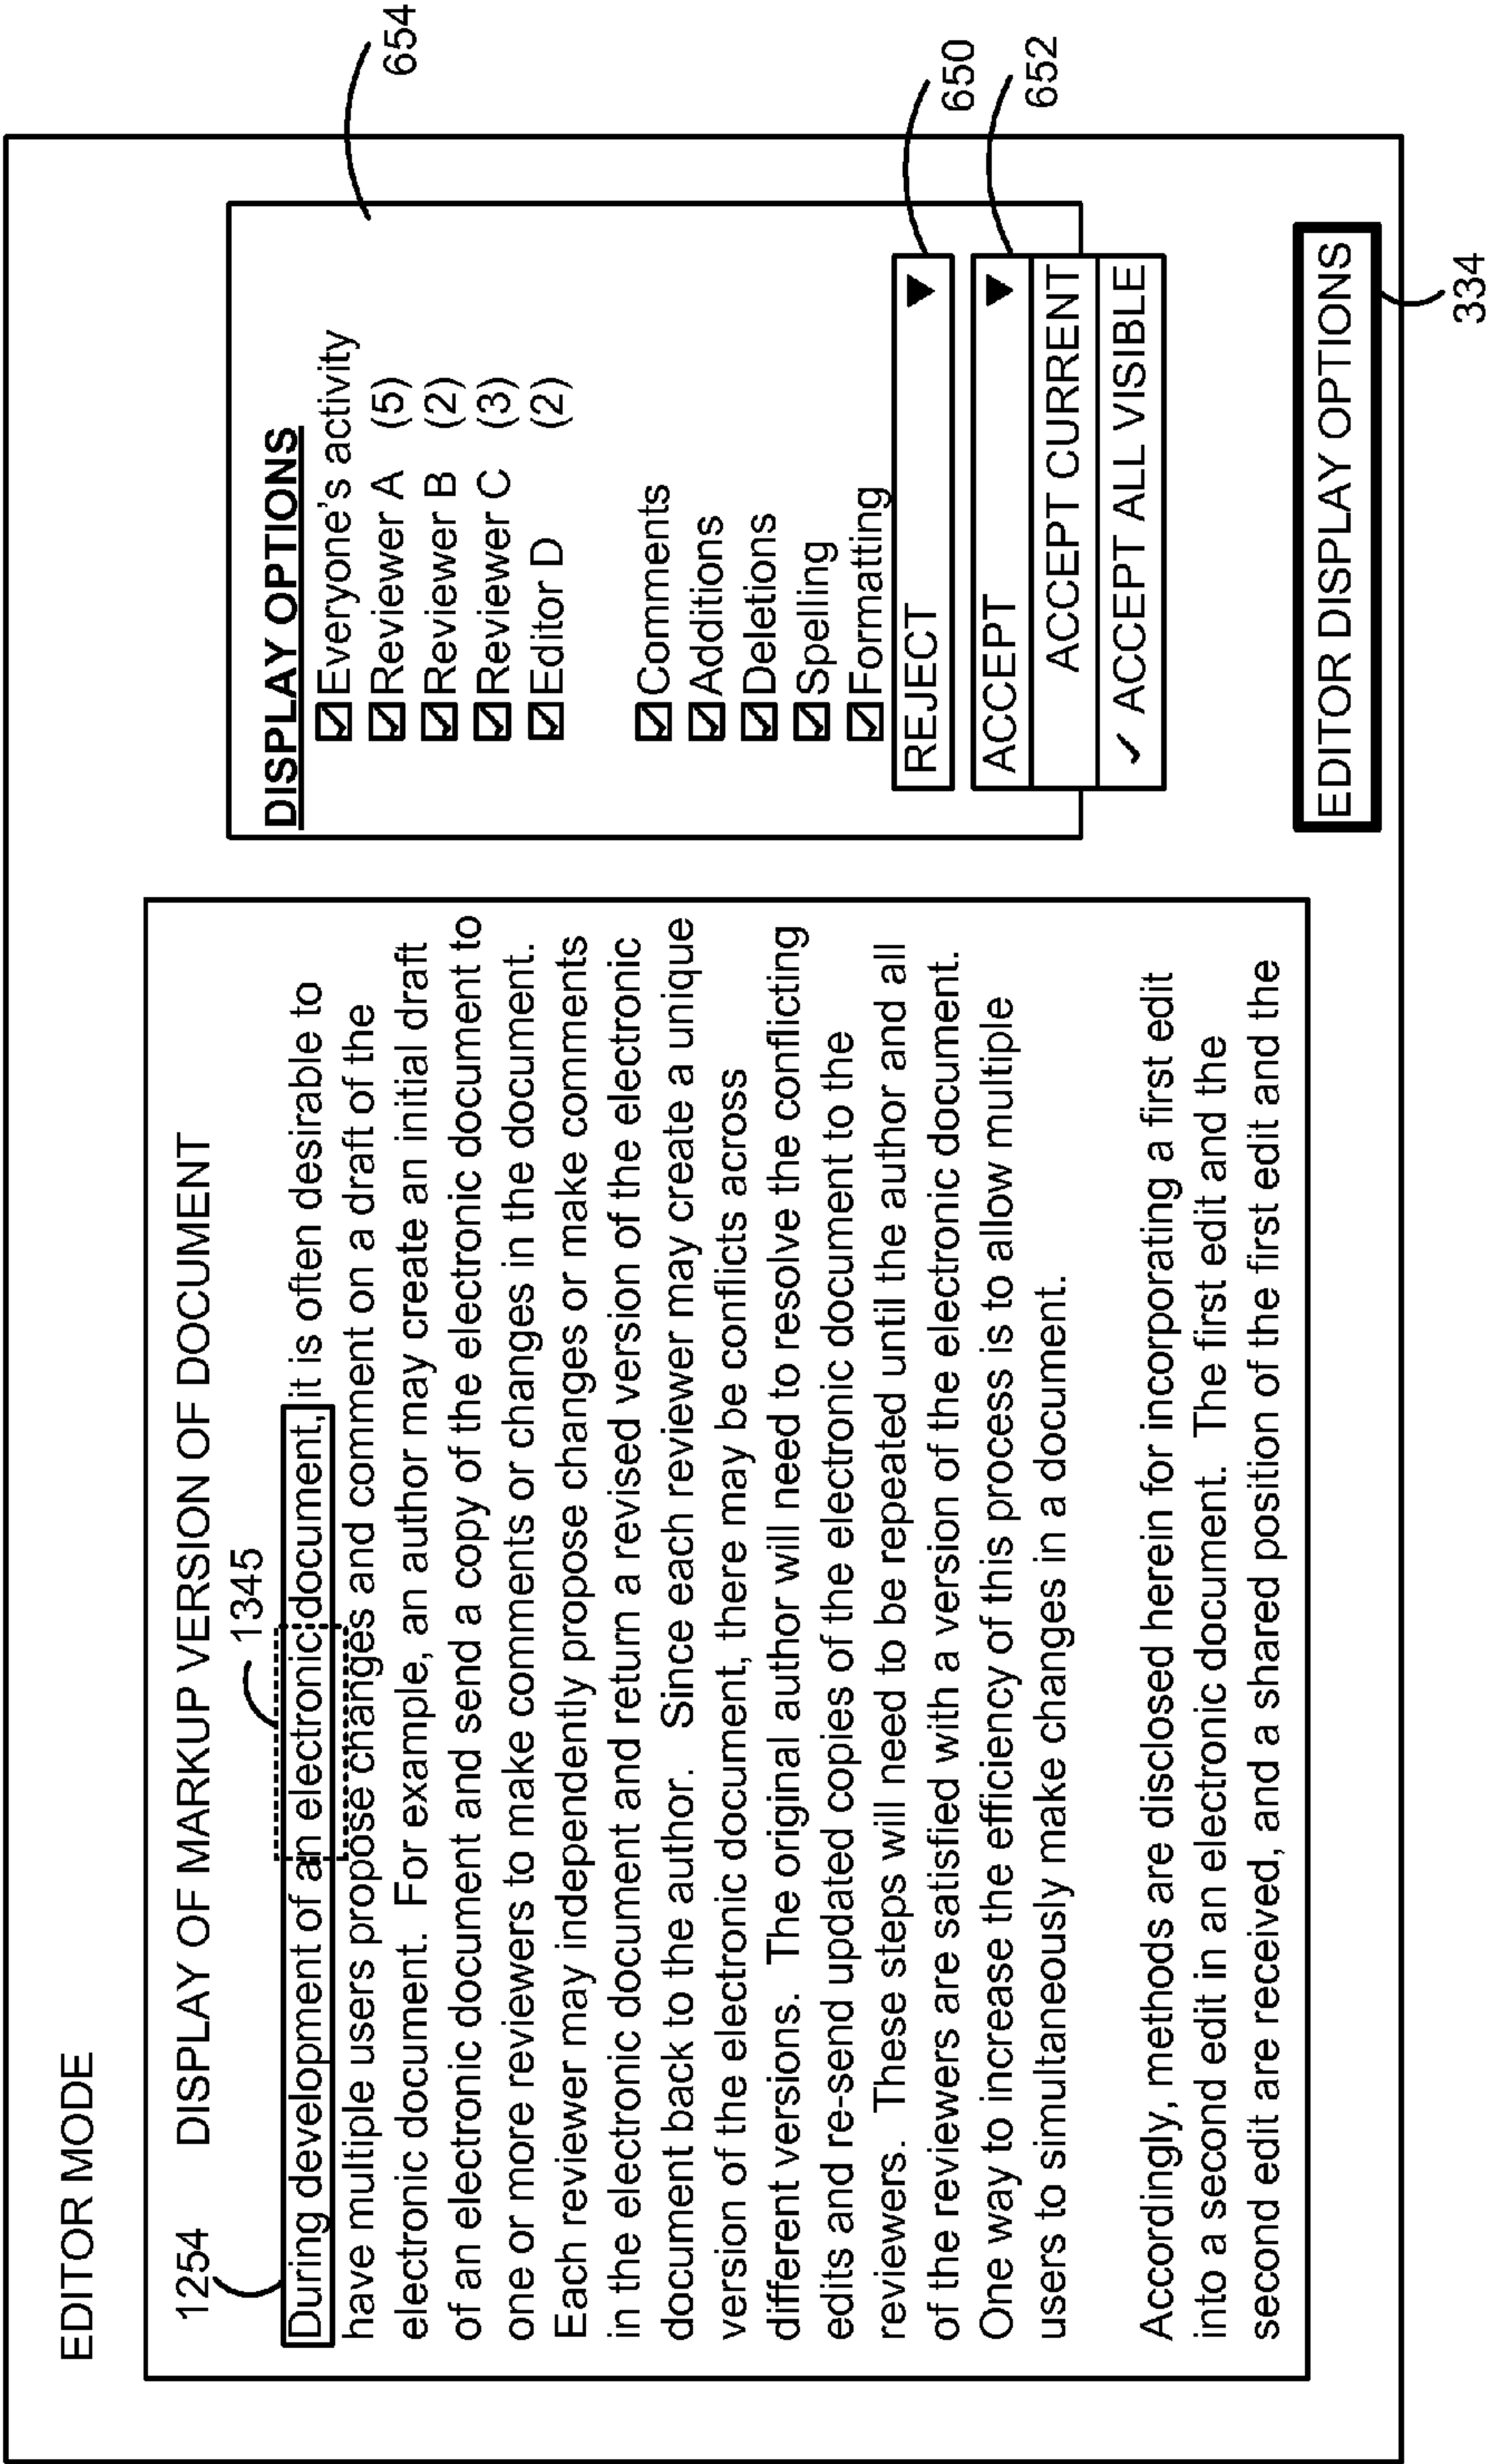 EDITOR MODE
1254
DISPLAY OF MARKUP VERSION OF DOCUMENT
1345
During development of an electronic document, it is often desirable to
have multiple users propose changes and comment on a draft of the
electronic document.  For example, an author may create an initial draft
of an electronic document and send a copy of the electronic document to
one or more reviewers to make comments or changes in the document.
Each reviewer may independently propose changes or make comments
in the electronic document and return a revised version of the electronic
document back to the author.  Since each reviewer may create a unique
version of the electronic document, there may be conflicts across
different versions.  The original author will need to resolve the conflicting
edits and re-send updated copies of the electronic document to the
reviewers.  These steps will need to be repeated until the author and all
of the reviewers are satisfied with a version of the electronic document.
One way to increase the efficiency of this process is to allow multiple
users to simultaneously make changes in a document.
Accordingly, methods are disclosed herein for incorporating a first edit
into a second edit in an electronic document.  The first edit and the
second edit are received, and a shared position of the first edit and the
DISPLAY OPTIONS
Everyone's activity
Reviewer A (5)
Reviewer B (2)
Reviewer C (3)
Editor D (2)
Comments
Additions
Deletions
Spelling
Formatting
REJECT
ACCEPT
ACCEPT CURRENT
✓ ACCEPT ALL VISIBLE
654
650
652
EDITOR DISPLAY OPTIONS
334